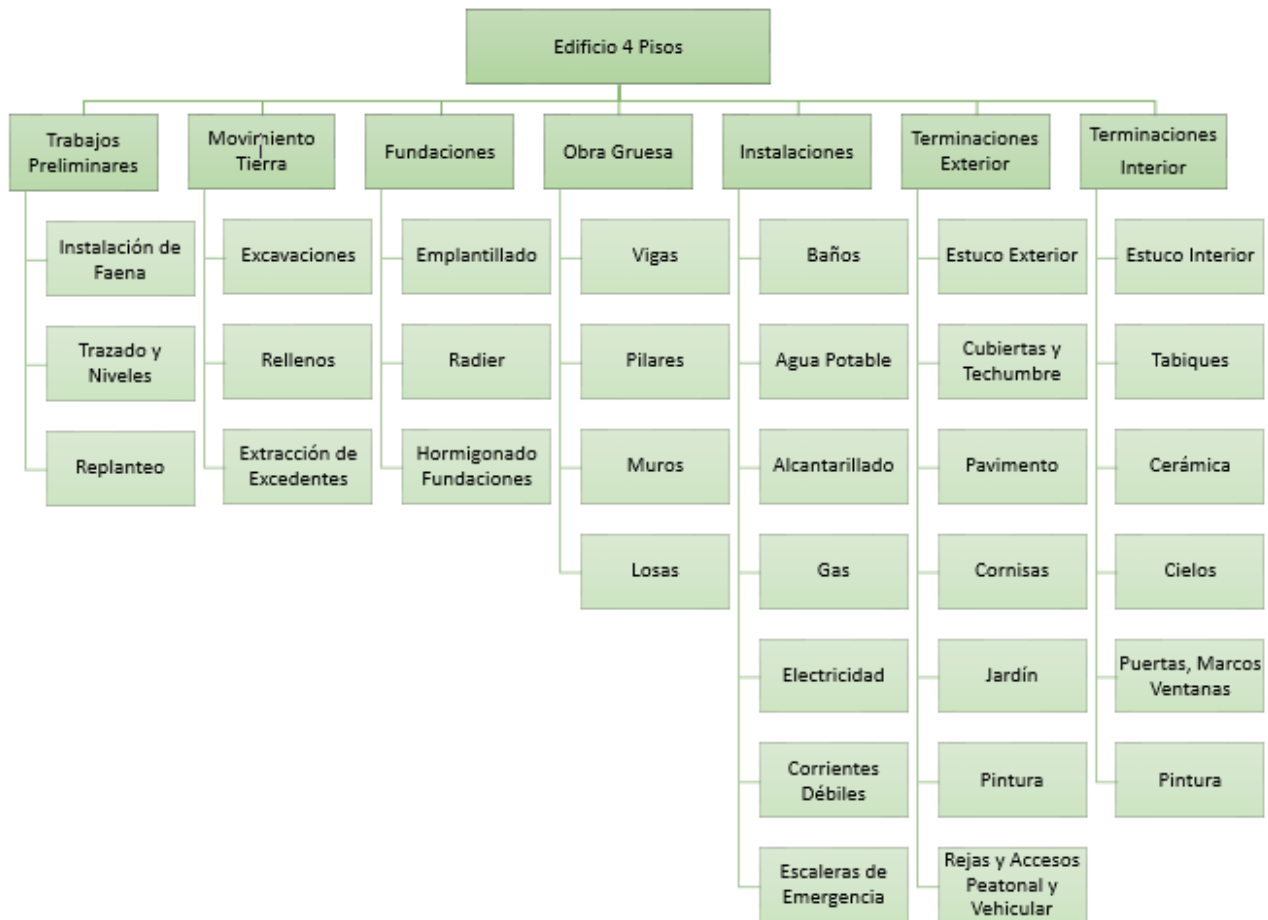 Edificio 4 Pisos
Trabajos
Preliminares
Movimiento
Tierra
Fundaciones
Obra Gruesa
Instalaciones
Terminaciones
Exterior
Terminaciones
Interior
Instalación de
Faena
Trazado y
Niveles
Replanteo
Excavaciones
Rellenos
Extracción de
Excedentes
Emplantillado
Radier
Hormigonado
Fundaciones
Vigas
Pilares
Muros
Losas
Baños
Agua Potable
Alcantarillado
Gas
Electricidad
Corrientes
Débiles
Escaleras de
Emergencia
Estuco Exterior
Cubiertas y
Techumbre
Pavimento
Cornisas
Jardín
Pintura
Rejas y Accesos
Peatonal y
Vehicular
Estuco Interior
Tabiques
Cerámica
Cielos
Puertas, Marcos
Ventanas
Pintura